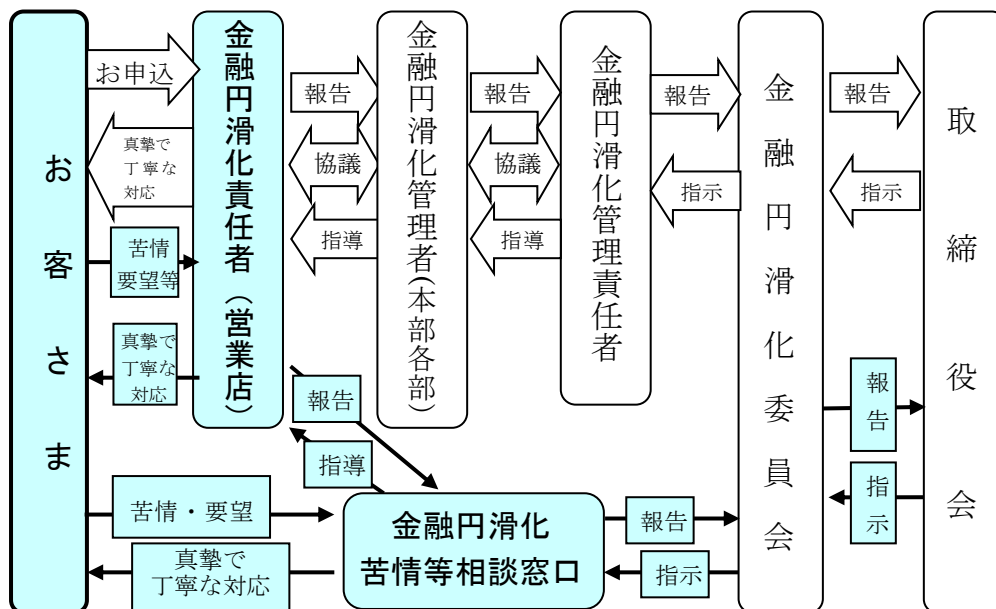 お客さま
お申込
真摯で
丁寧な
対応
苦情
要望等
真摯で
丁寧な
対応
苦情・要望
真摯で
丁寧な対応
金融円滑化責任者（営業店）
報告
協議
指導
報告
指導
金融円滑化管理者(本部各部)
報告
協議
指導
金融円滑化管理責任者
報告
指示
金融円滑化
苦情等相談窓口
報告
指示
金融円滑化委員会
報告
指示
報告
指示
取締役会